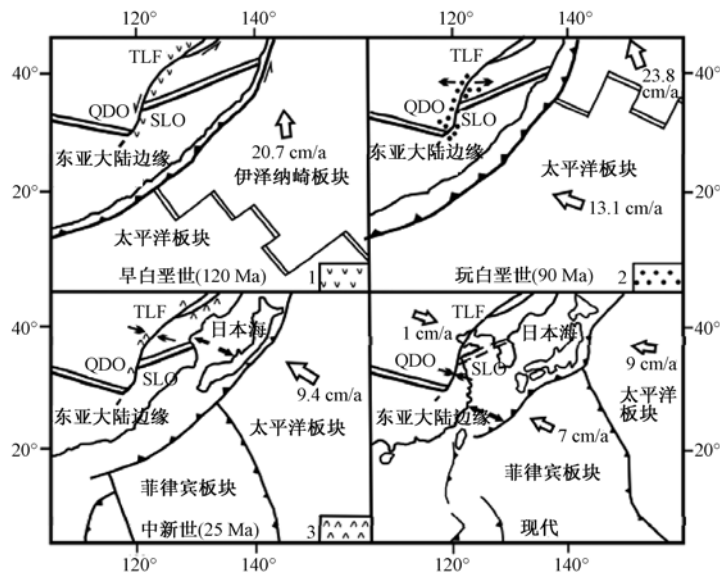 120°
140°
120°
140°
TLF
40°
QDO
SLO
东亚大陆边缘
20.7 cm/a
伊泽纳崎板块
20°
太平洋板块
早白垩世(120 Ma)
1
TLF
23.8
cm/a
40°
QDO
SLO
东亚大陆边缘
太平洋板块
13.1 cm/a
20°
玩白垩世(90 Ma)
2
TLF
日本海
40°
QDO
SLO
9.4 cm/a
东亚大陆边缘
太平洋板块
20°
菲律宾板块
中新世(25 Ma)
3
TLF
日本海
1 cm/a
40°
QDO
SLO
9 cm/a
太平洋
板块
东亚大陆边缘
7 cm/a
20°
菲律宾板块
现代
120°
140°
120°
140°